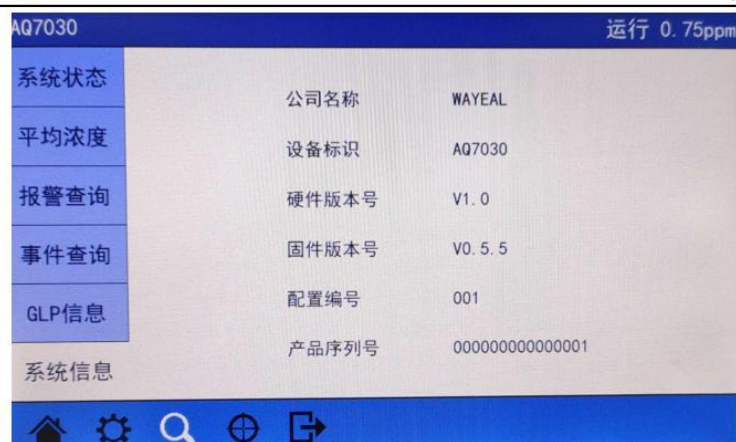 AQ7030
运行 0.75ppm
系统状态
平均浓度
报警查询
事件查询
GLP信息
系统信息
公司名称 WAYEAL
设备标识 AQ7030
硬件版本号 V1.0
固件版本号 V0.5.5
配置编号 001
产品序列号 000000000000001